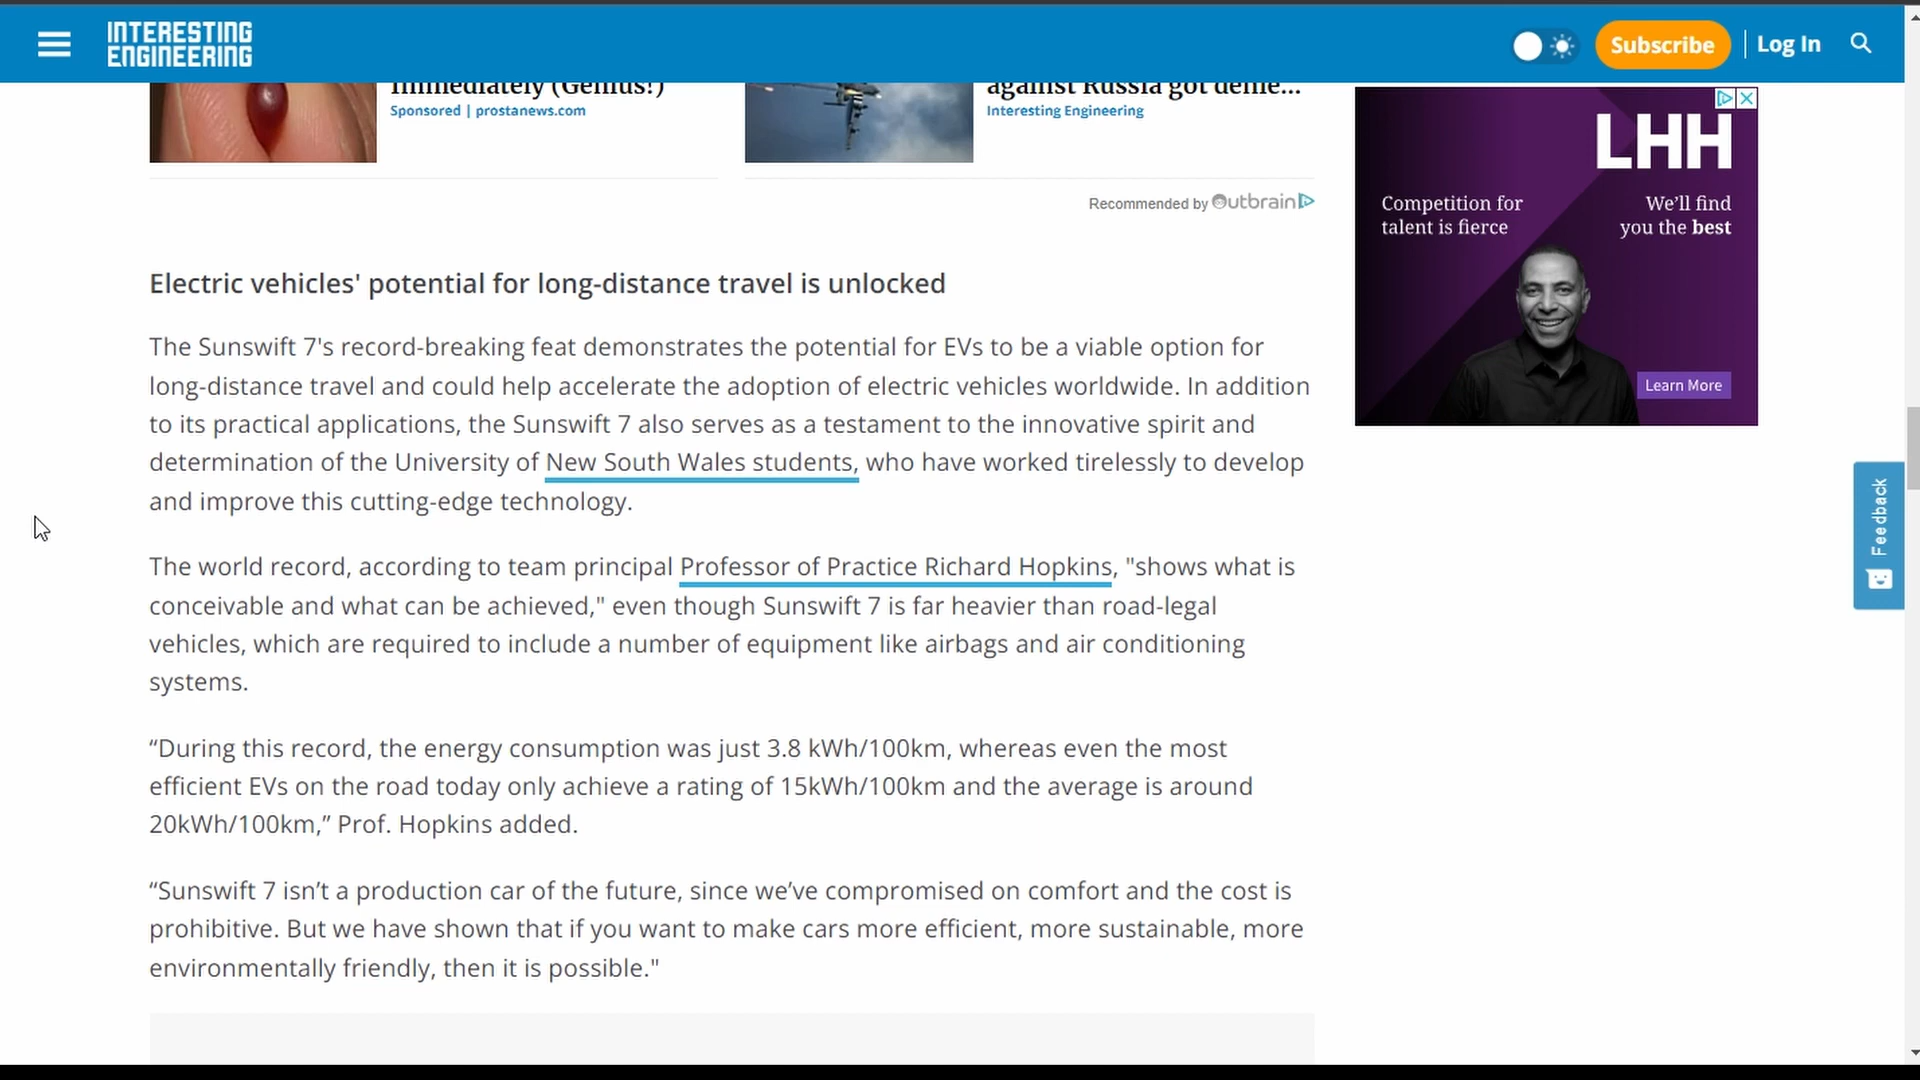 INTERESTING
ENGINEERING
Subscribe
Log In
Immediately (Genius!)
Sponsored | prostanews.com
against Russia got denie...
Interesting Engineering
Recommended by Outbrain
LHH
Competition for
talent is fierce
We'll find
you the best
Learn More
Feedback
Electric vehicles' potential for long-distance travel is unlocked
The Sunswift 7's record-breaking feat demonstrates the potential for EVs to be a viable option for
long-distance travel and could help accelerate the adoption of electric vehicles worldwide. In addition
to its practical applications, the Sunswift 7 also serves as a testament to the innovative spirit and
determination of the University of New South Wales students, who have worked tirelessly to develop
and improve this cutting-edge technology.
The world record, according to team principal Professor of Practice Richard Hopkins, "shows what is
conceivable and what can be achieved," even though Sunswift 7 is far heavier than road-legal
vehicles, which are required to include a number of equipment like airbags and air conditioning
systems.
“During this record, the energy consumption was just 3.8 kWh/100km, whereas even the most
efficient EVs on the road today only achieve a rating of 15kWh/100km and the average is around
20kWh/100km,” Prof. Hopkins added.
“Sunswift 7 isn’t a production car of the future, since we’ve compromised on comfort and the cost is
prohibitive. But we have shown that if you want to make cars more efficient, more sustainable, more
environmentally friendly, then it is possible."